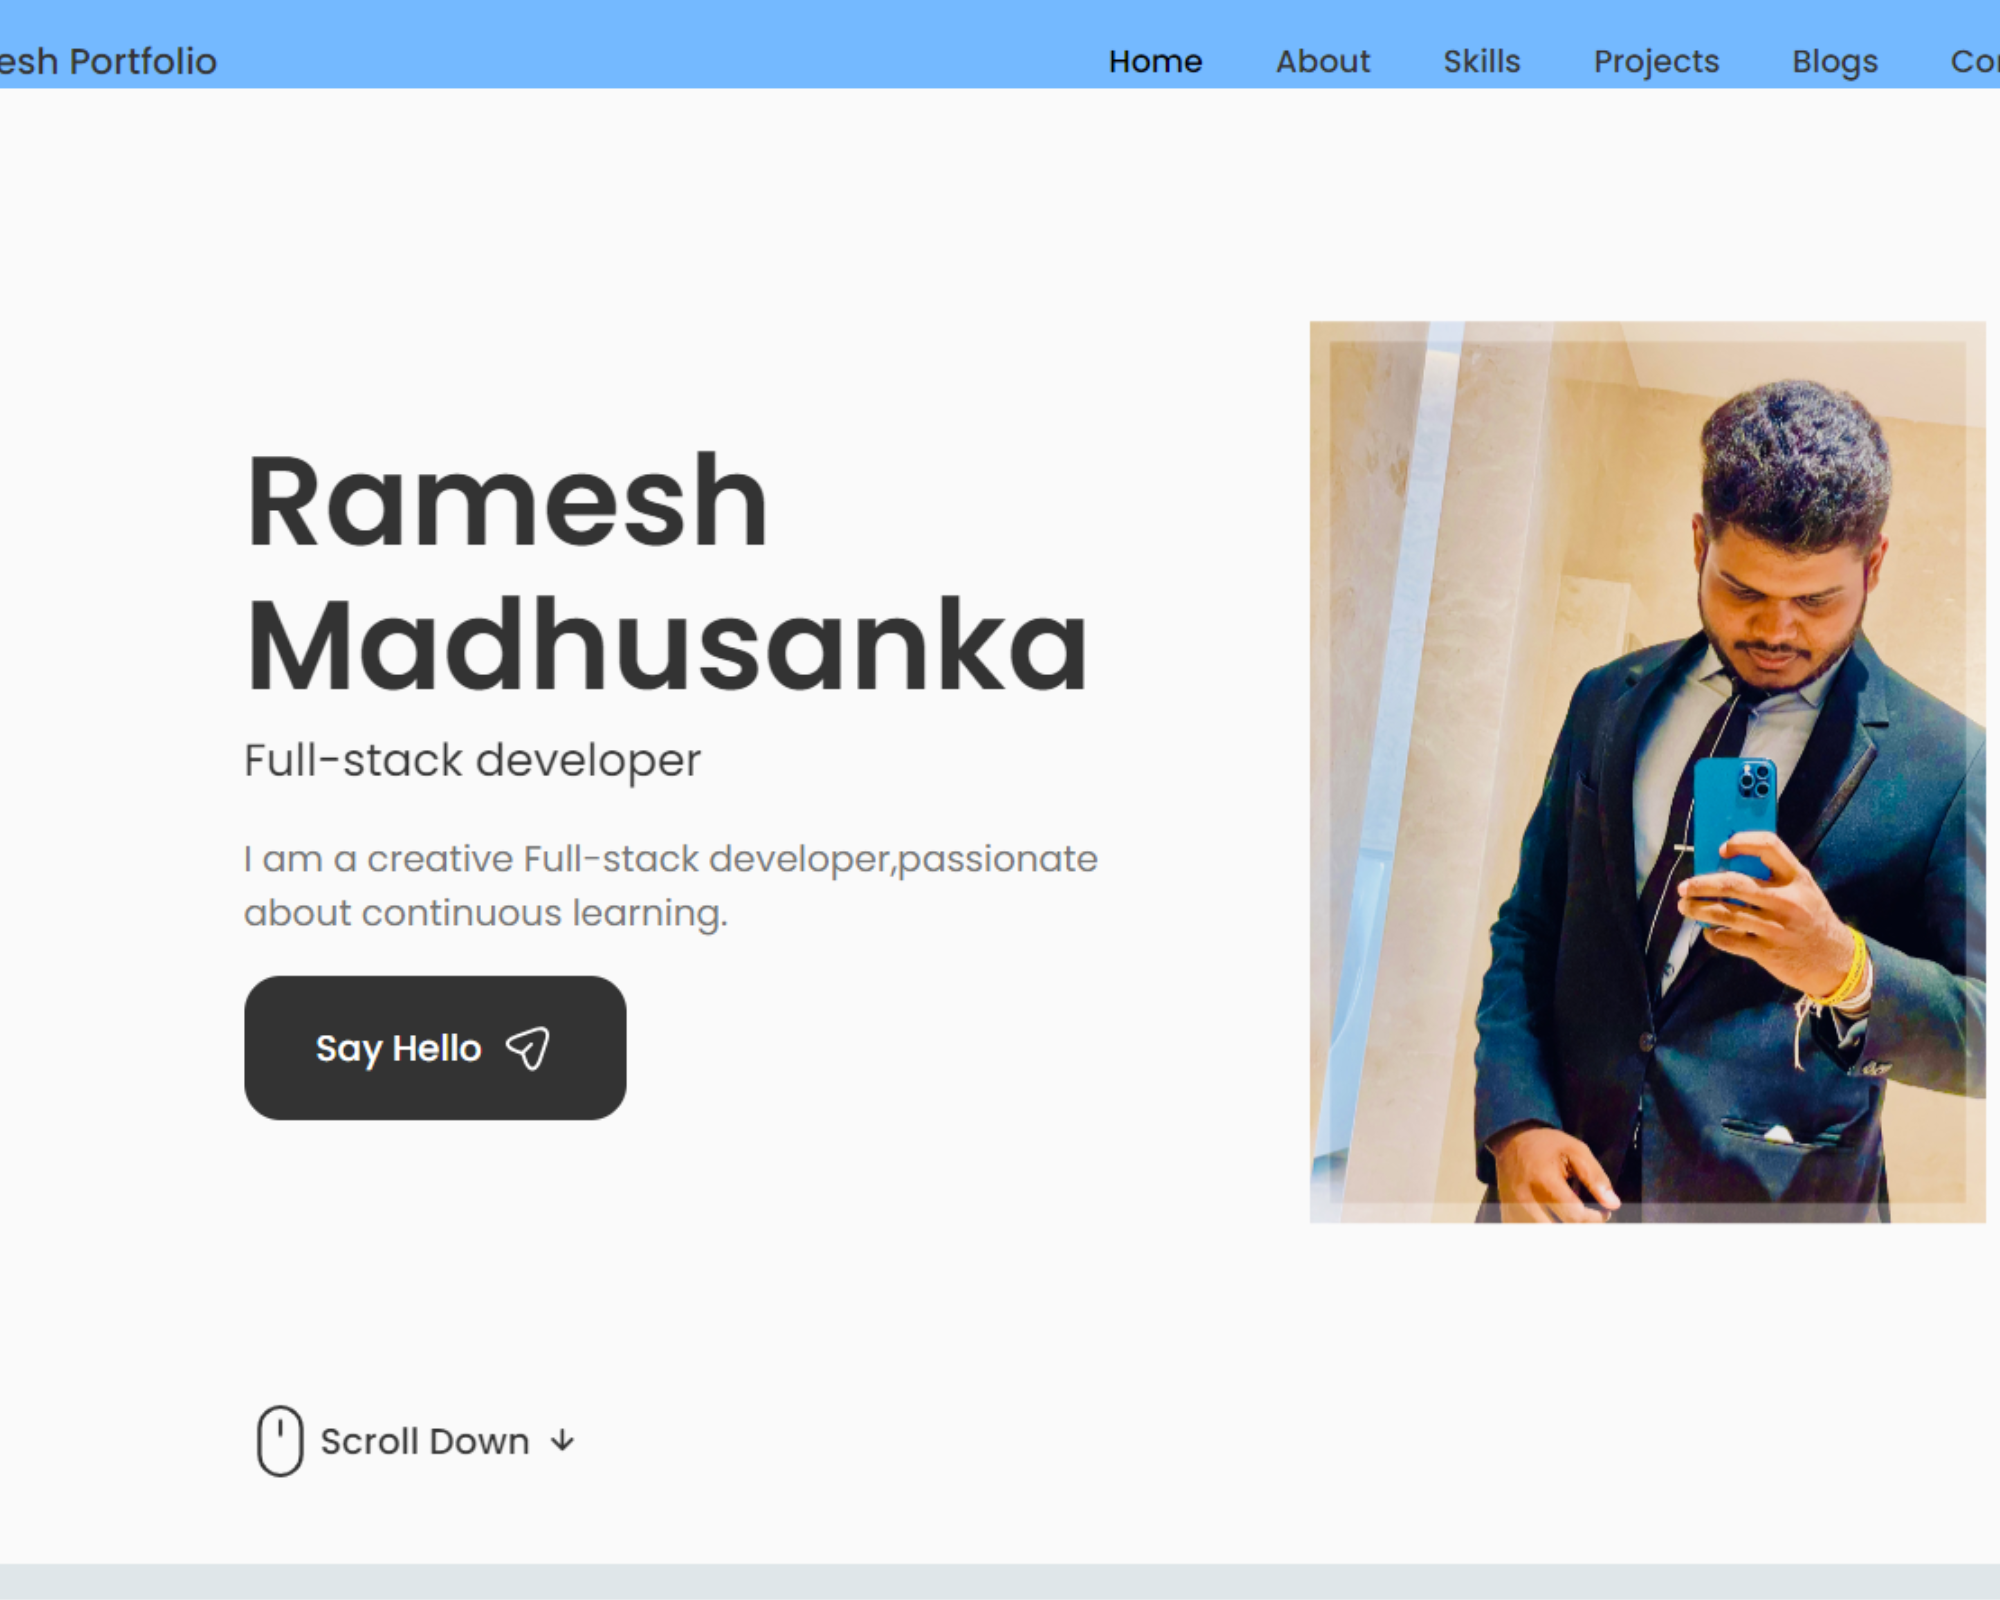 esh Portfolio
Home About Skills Projects Blogs Co
Ramesh
Madhusanka
Full-stack developer
I am a creative Full-stack developer,passionate
about continuous learning.
Say Hello
Scroll Down ↓